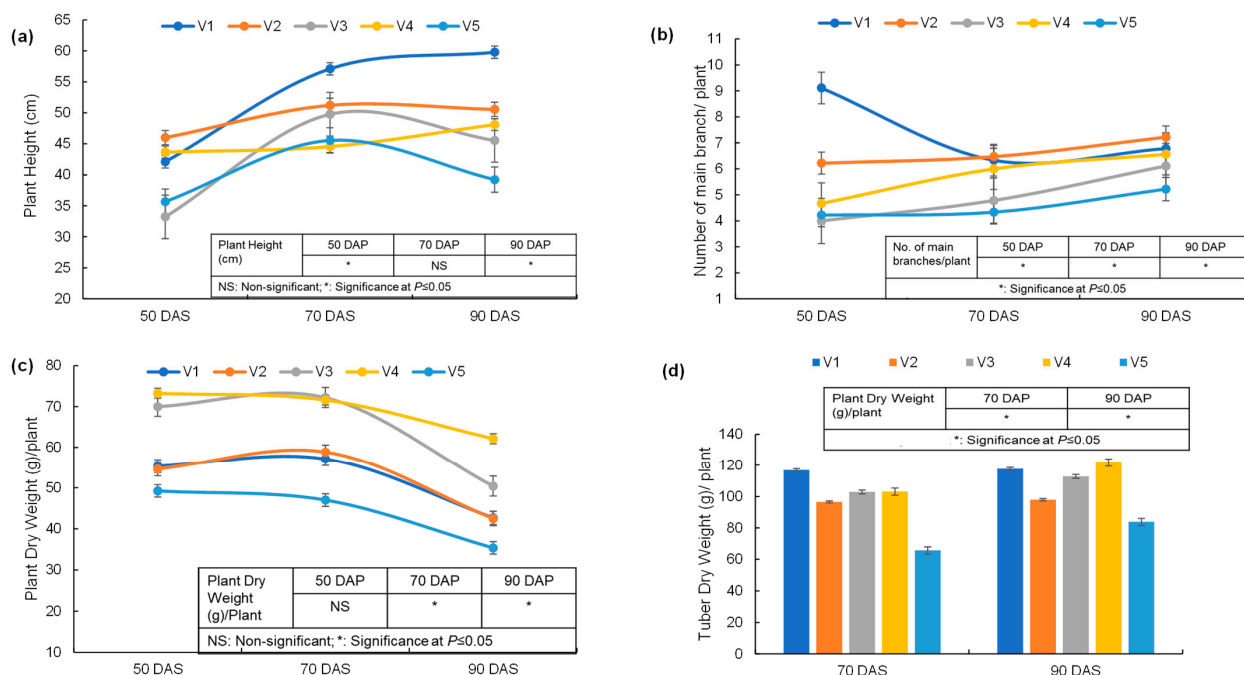 (a)
V1 V2 V3 V4 V5
Plant Height (cm)
65
60
55
50
45
40
35
30
25
20
50 DAS 70 DAS 90 DAS
Plant Height (cm) 50 DAP 70 DAP 90 DAP
* NS *
NS: Non-significant; *: Significance at P≤0.05
(b)
V1 V2 V3 V4 V5
Number of main branch/ plant
11
10
9
8
7
6
5
4
3
2
1
50 DAS 70 DAS 90 DAS
No. of main branches/plant 50 DAP 70 DAP 90 DAP
* * *
*: Significance at P≤0.05
(c)
V1 V2 V3 V4 V5
Plant Dry Weight (g)/plant
80
70
60
50
40
30
20
10
50 DAS 70 DAS 90 DAS
Plant Dry Weight (g)/Plant 50 DAP 70 DAP 90 DAP
NS * *
NS: Non-significant; *: Significance at P≤0.05
(d)
V1 V2 V3 V4 V5
Plant Dry Weight (g)/plant 70 DAP 90 DAP
* *
*: Significance at P≤0.05
Tuber Dry Weight (g)/ plant
140
120
100
80
60
40
20
0
70 DAS 90 DAS